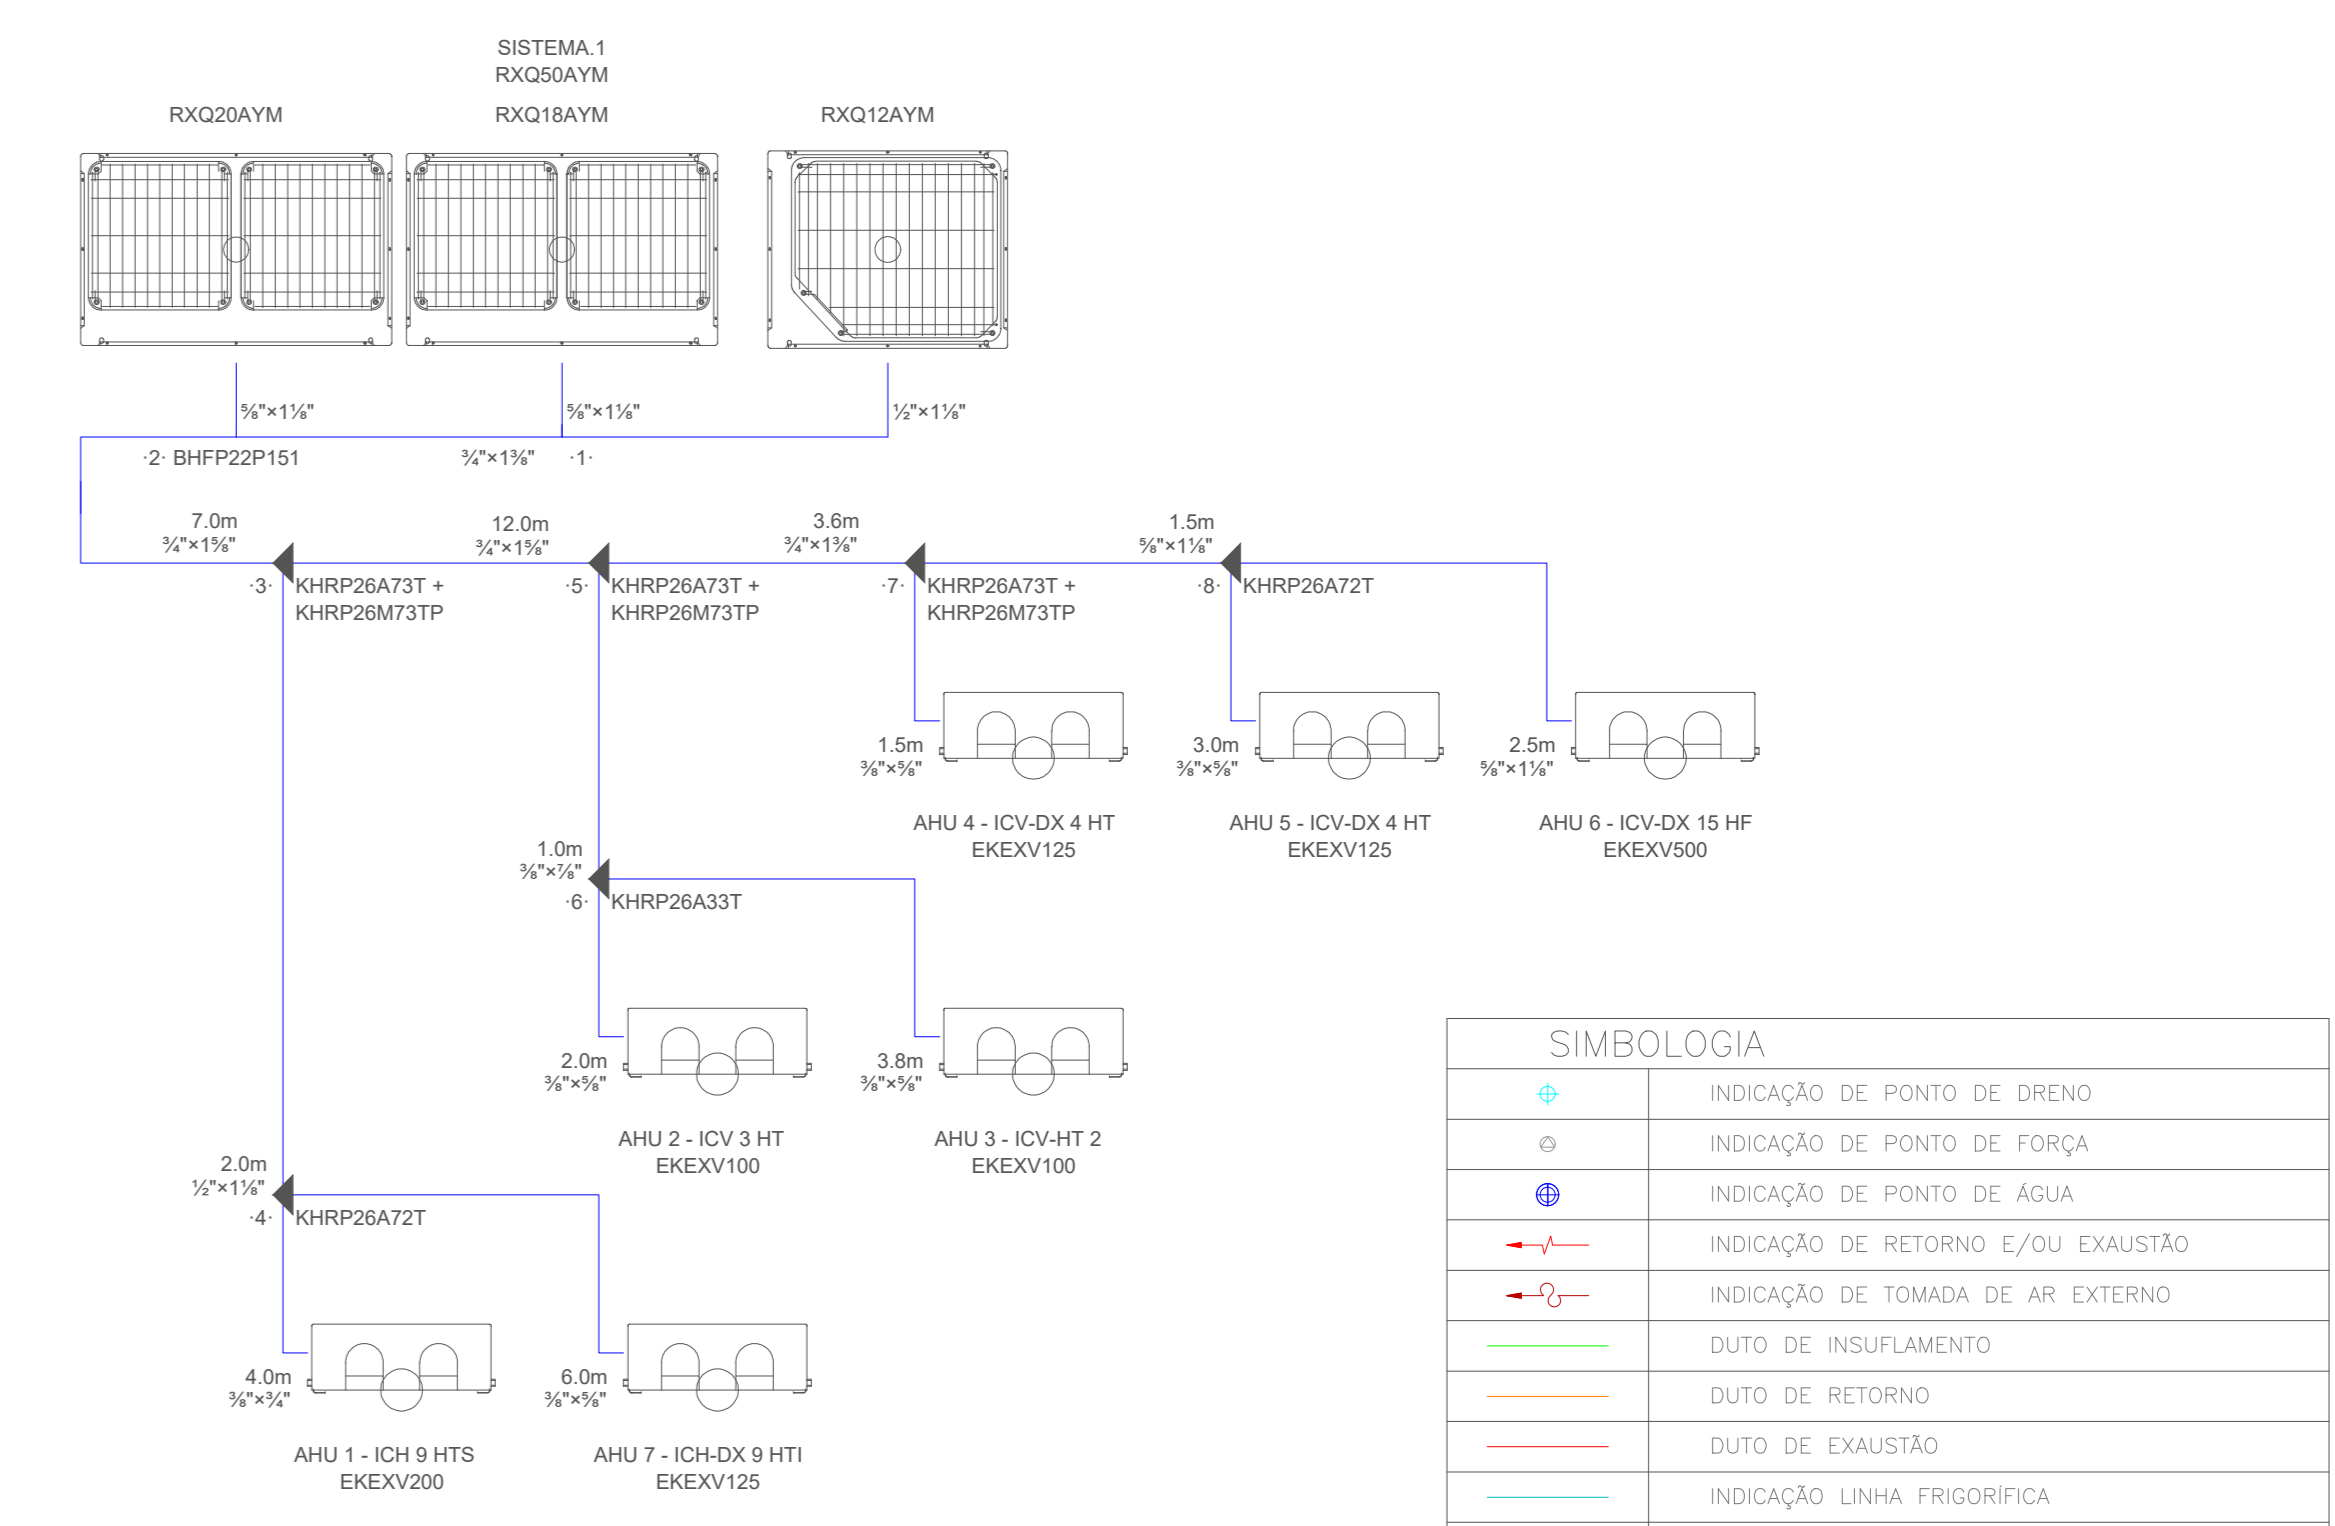 SISTEMA.1
RXQ50AYM
RXQ20AYM
RXQ18AYM
RXQ12AYM
⅝"×1⅛"
⅝"×1⅛"
½"×1⅛"
·2· BHFP22P151
¾"×1⅜"
·1·
7.0m
¾"×1⅝"
12.0m
¾"×1⅝"
3.6m
¾"×1⅜"
1.5m
⅝"×1⅛"
·3·
KHRP26A73T +
KHRP26M73TP
·5·
KHRP26A73T +
KHRP26M73TP
·7·
KHRP26A73T +
KHRP26M73TP
·8·
KHRP26A72T
1.5m
⅜"×⅝"
3.0m
⅜"×⅝"
2.5m
⅝"×1⅛"
AHU 4 - ICV-DX 4 HT
EKEXV125
AHU 5 - ICV-DX 4 HT
EKEXV125
AHU 6 - ICV-DX 15 HF
EKEXV500
1.0m
⅜"×⅞"
·6·
KHRP26A33T
2.0m
⅜"×⅝"
3.8m
⅜"×⅝"
AHU 2 - ICV 3 HT
EKEXV100
AHU 3 - ICV-HT 2
EKEXV100
2.0m
½"×1⅛"
·4·
KHRP26A72T
4.0m
⅜"×¾"
6.0m
⅜"×⅝"
AHU 1 - ICH 9 HTS
EKEXV200
AHU 7 - ICH-DX 9 HTI
EKEXV125
SIMBOLOGIA
INDICAÇÃO DE PONTO DE DRENO
INDICAÇÃO DE PONTO DE FORÇA
INDICAÇÃO DE PONTO DE ÁGUA
INDICAÇÃO DE RETORNO E/OU EXAUSTÃO
INDICAÇÃO DE TOMADA DE AR EXTERNO
DUTO DE INSUFLAMENTO
DUTO DE RETORNO
DUTO DE EXAUSTÃO
INDICAÇÃO LINHA FRIGORÍFICA